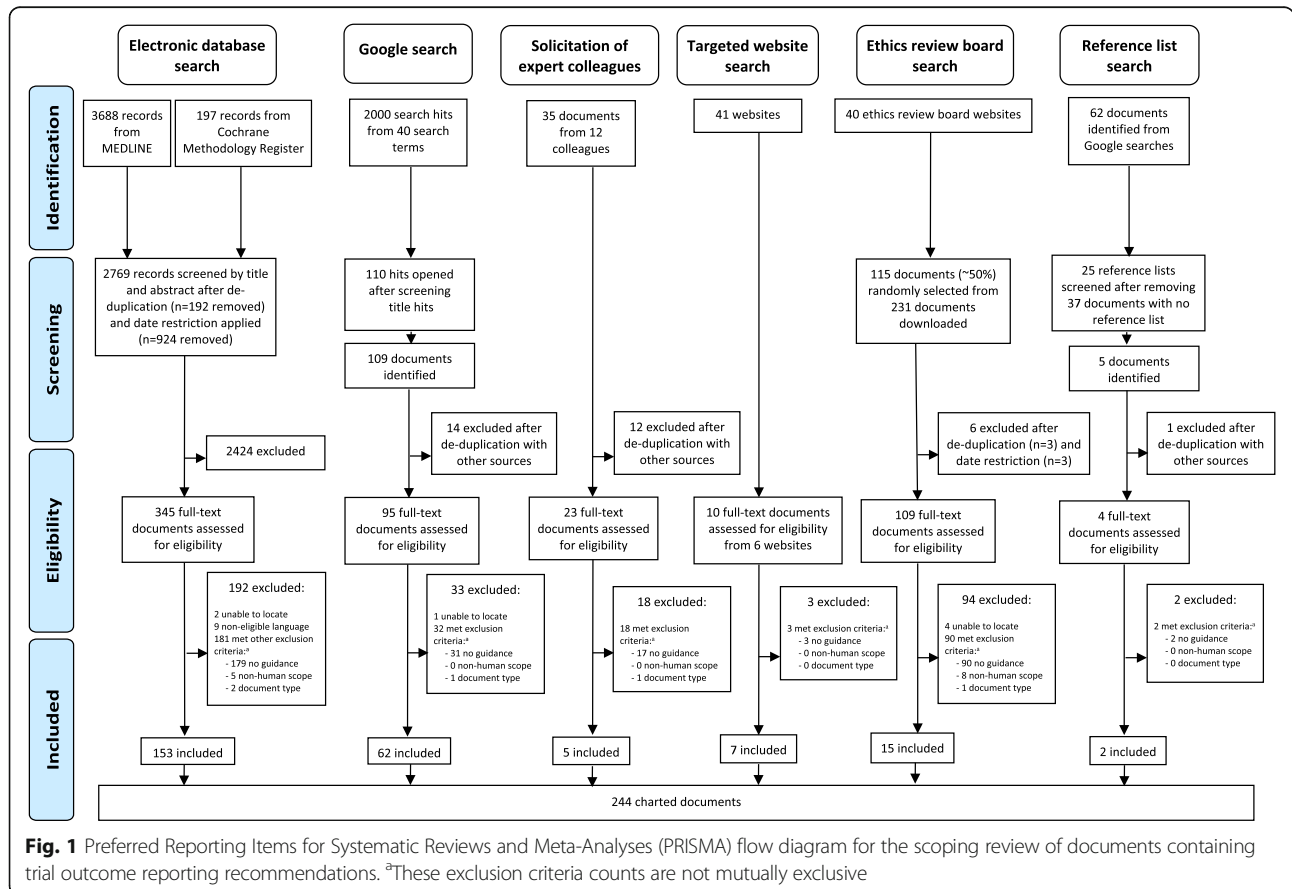 Electronic database
search
Google search
Solicitation of
expert colleagues
Targeted website
search
Ethics review board
search
Reference list
search
Identification
3688 records
from
MEDLINE
197 records from
Cochrane
Methodology Register
2000 search hits
from 40 search
terms
35 documents
from 12
colleagues
41 websites
40 ethics review board websites
62 documents
identified from
Google searches
Screening
2769 records screened by title
and abstract after de-
duplication (n=192 removed)
and date restriction applied
(n=924 removed)
110 hits opened
after screening
title hits
109 documents
identified
115 documents (~50%)
randomly selected from
231 documents
downloaded
25 reference lists
screened after removing
37 documents with no
reference list
5 documents
identified
2424 excluded
14 excluded after
de-duplication with
other sources
12 excluded after
de-duplication with
other sources
6 excluded after
de-duplication (n=3) and
date restriction (n=3)
1 excluded after
de-duplication with
other sources
Eligibility
345 full-text
documents assessed
for eligibility
95 full-text
documents assessed
for eligibility
23 full-text
documents assessed
for eligibility
10 full-text documents
assessed for eligibility
from 6 websites
109 full-text
documents assessed
for eligibility
4 full-text
documents assessed
for eligibility
192 excluded:
2 unable to locate
9 non-eligible language
181 met other exclusion
criteria:a
- 179 no guidance
- 5 non-human scope
- 2 document type
33 excluded:
1 unable to locate
32 met exclusion
criteria:a
- 31 no guidance
- 0 non-human scope
- 1 document type
18 excluded:
18 met exclusion
criteria:a
- 17 no guidance
- 0 non-human scope
- 1 document type
3 excluded:
3 met exclusion criteria:a
- 3 no guidance
- 0 non-human scope
- 0 document type
94 excluded:
4 unable to locate
90 met exclusion
criteria:a
- 90 no guidance
- 8 non-human scope
- 1 document type
2 excluded:
2 met exclusion criteria:a
- 2 no guidance
- 0 non-human scope
- 0 document type
Included
153 included
62 included
5 included
7 included
15 included
2 included
244 charted documents
Fig. 1 Preferred Reporting Items for Systematic Reviews and Meta-Analyses (PRISMA) flow diagram for the scoping review of documents containing
trial outcome reporting recommendations. aThese exclusion criteria counts are not mutually exclusive